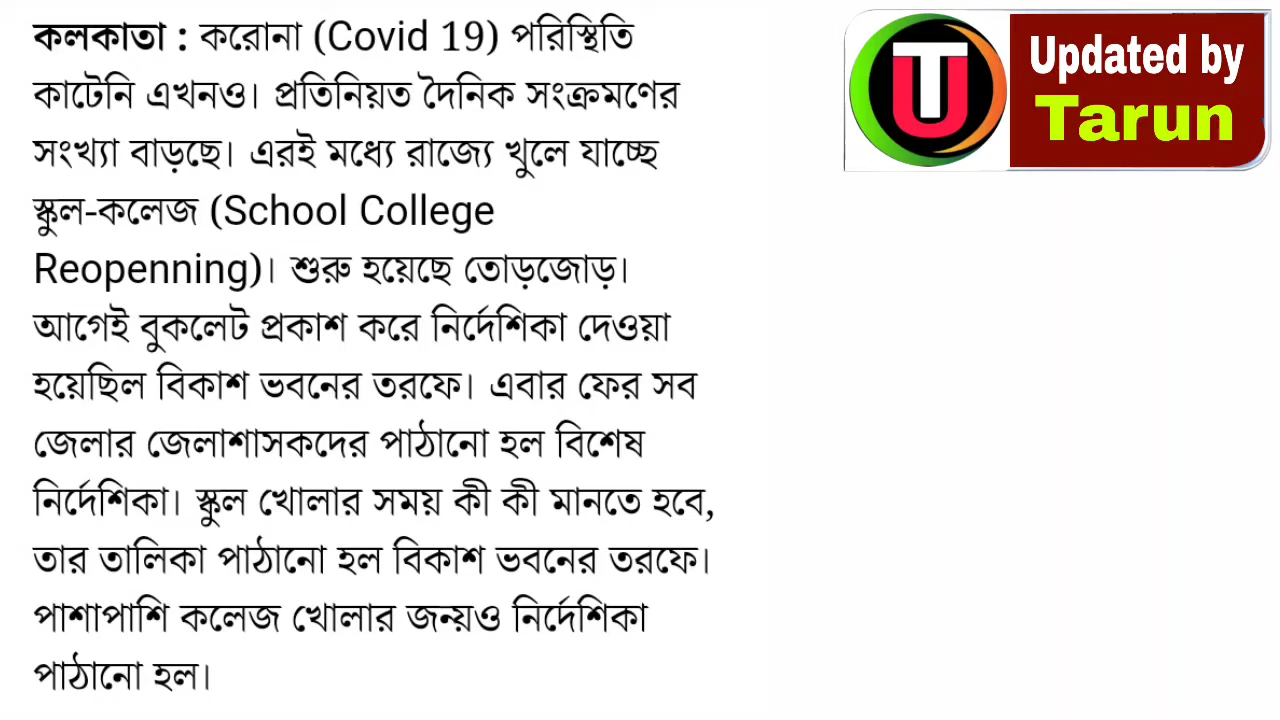 কলকাতা : করোনা (Covid 19) পরিস্থিতি
কাটেনি এখনও। প্রতিনিয়ত দৈনিক সংক্রমণের
সংখ্যা বাড়ছে। এরই মধ্যে রাজ্যে খুলে যাচ্ছে
স্কুল-কলেজ (School College
Reopenning)। শুরু হয়েছে তোড়জোড়।
আগেই বুকলেট প্রকাশ করে নির্দেশিকা দেওয়া
হয়েছিল বিকাশ ভবনের তরফে। এবার ফের সব
জেলার জেলাশাসকদের পাঠানো হল বিশেষ
নির্দেশিকা। স্কুল খোলার সময় কী কী মানতে হবে,
তার তালিকা পাঠানো হল বিকাশ ভবনের তরফে।
পাশাপাশি কলেজ খোলার জন্যও নির্দেশিকা
পাঠানো হল।
TU
Updated by
Tarun